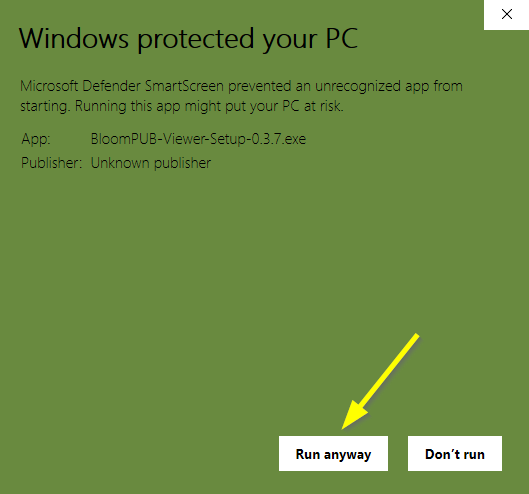 Windows protected your PC
Microsoft Defender SmartScreen prevented an unrecognized app from
starting. Running this app might put your PC at risk.
App: BloomPUB-Viewer-Setup-0.3.7.exe
Publisher: Unknown publisher
Run anyway Don't run